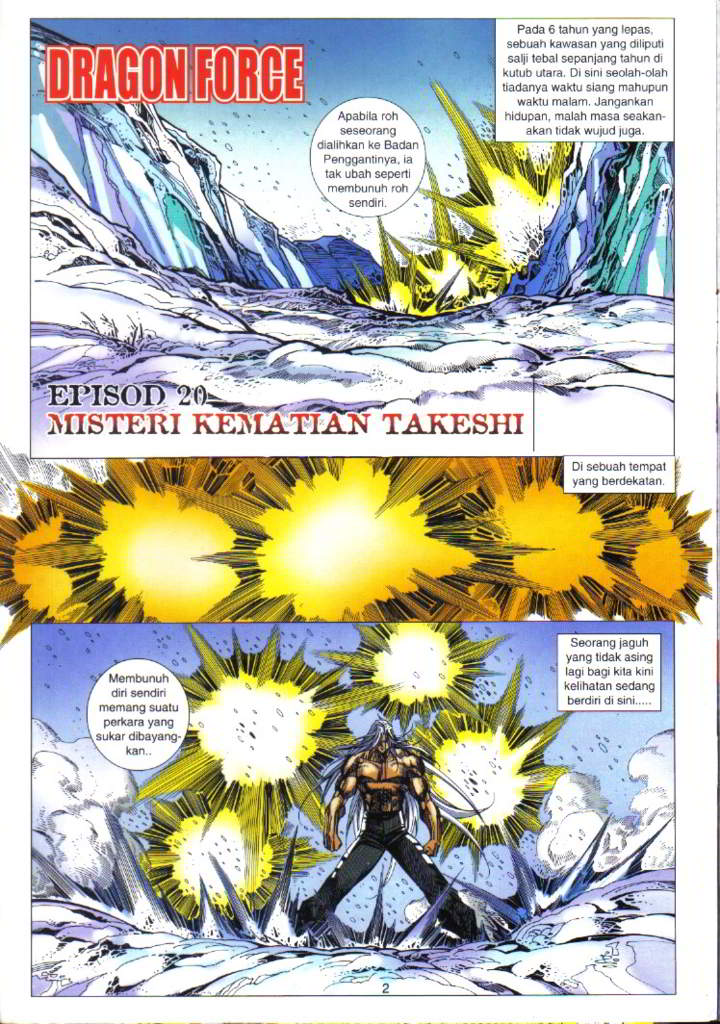 DRAGON FORCE
Pada 6 tahun yang lepas,
sebuah kawasan yang diliputi
salji tebal sepanjang tahun di
kutub utara. Di sini seolah-olah
tiadanya waktu siang mahupun
waktu malam. Jangankan
hidupan, malah masa seakan-
akan tidak wujud juga.
Apabila roh
seseorang
dialihkan ke Badan
Penggantinya, ia
tak ubah seperti
membunuh roh
sendiri.
EPISOD 20
MISTERI KEMATIAN TAKESHI
Di sebuah tempat
yang berdekatan.
Membunuh
diri sendiri
memang suatu
perkara yang
sukar dibayang-
kan..
Seorang jaguh
yang tidak asing
lagi bagi kita kini
kelihatan sedang
berdiri di sini.....
2